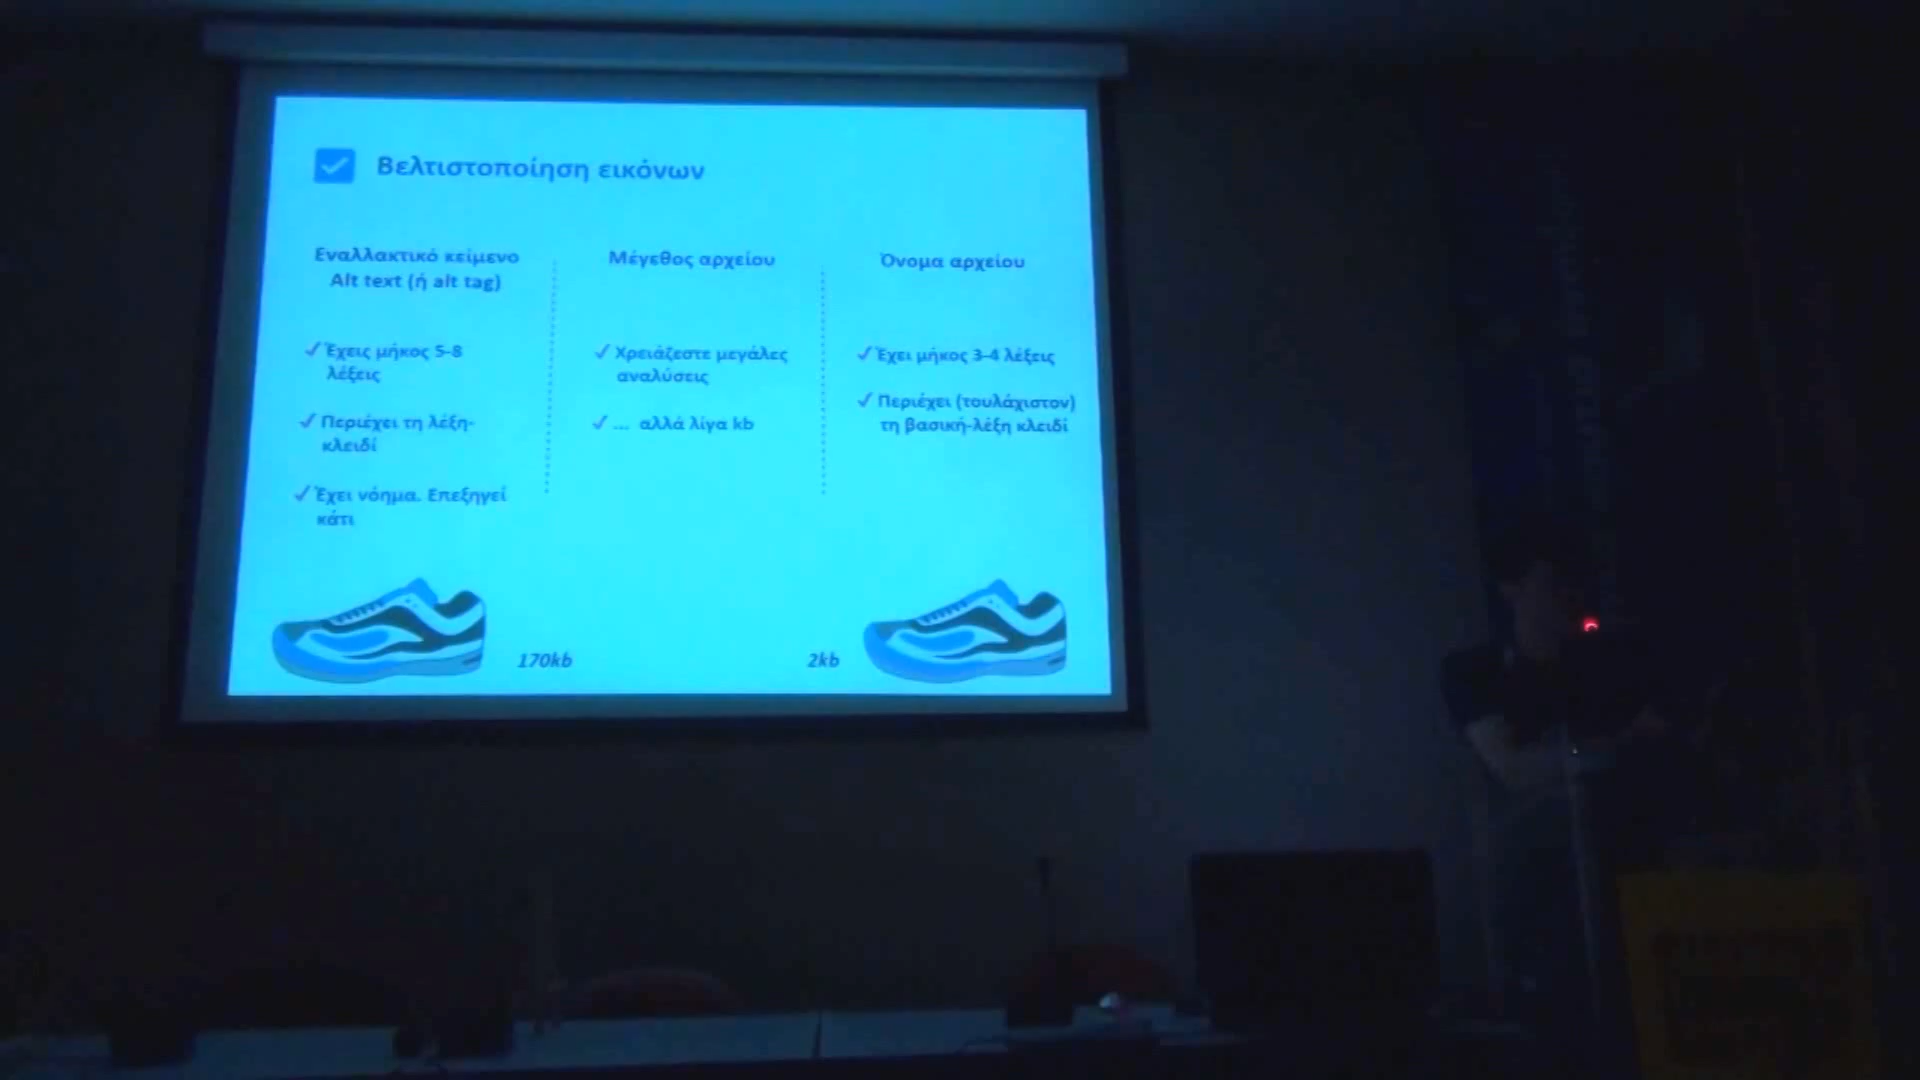 Βελτιστοποίηση εικόνων
Εναλλακτικό κείμενο
Alt text (ή alt tag)
✓ Έχεις μήκος 5-8
λέξεις
✓ Περιέχει τη λέξη-
κλειδί
✓ Έχει νόημα. Επεξηγεί
κάτι
Μέγεθος αρχείου
✓ Χρειάζεστε μεγάλες
αναλύσεις
✓ ... αλλά λίγα kb
Όνομα αρχείου
✓ Έχει μήκος 3-4 λέξεις
✓ Περιέχει (τουλάχιστον)
τη βασική-λέξη κλειδί
170kb
2kb